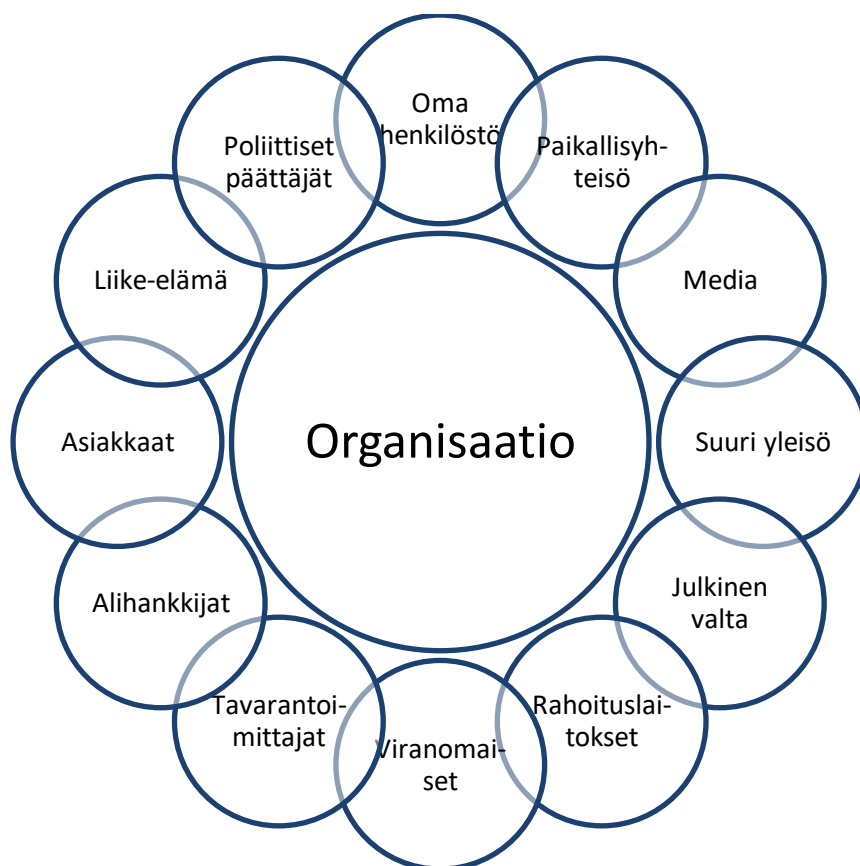 Oma
henkilöstö
Poliittiset
päättäjät
Paikallisyh-
teisö
Liike-elämä
Media
Organisaatio
Asiakkaat
Suuri yleisö
Alihankkijat
Julkinen
valta
Tavarantoi-
mittajat
Rahoituslai-
tokset
Viranomai-
set